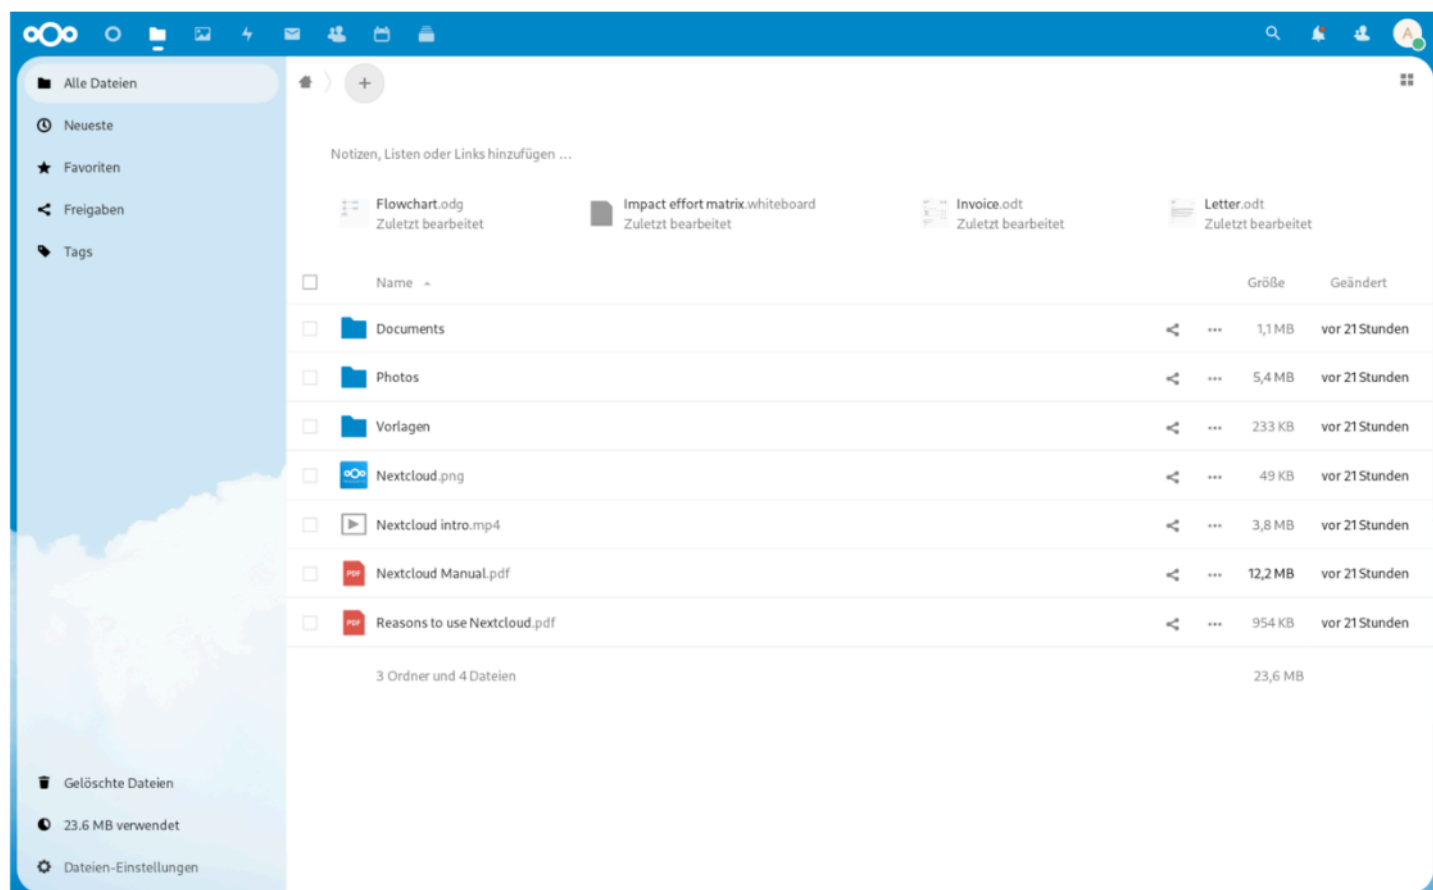 A
Alle Dateien
Neueste
Favoriten
Freigaben
Tags
Notizen, Listen oder Links hinzufügen ...
Flowchart.odg
Zuletzt bearbeitet
Impact effort matrix.whiteboard
Zuletzt bearbeitet
Invoice.odt
Zuletzt bearbeitet
Letter.odt
Zuletzt bearbeitet
Name Größe Geändert
Documents 1,1 MB vor 21 Stunden
Photos 5,4 MB vor 21 Stunden
Vorlagen 233 KB vor 21 Stunden
Nextcloud.png 49 KB vor 21 Stunden
Nextcloud intro.mp4 3,8 MB vor 21 Stunden
PDF Nextcloud Manual.pdf 12,2 MB vor 21 Stunden
PDF Reasons to use Nextcloud.pdf 954 KB vor 21 Stunden
3 Ordner und 4 Dateien 23,6 MB
Gelöschte Dateien
23.6 MB verwendet
Dateien-Einstellungen